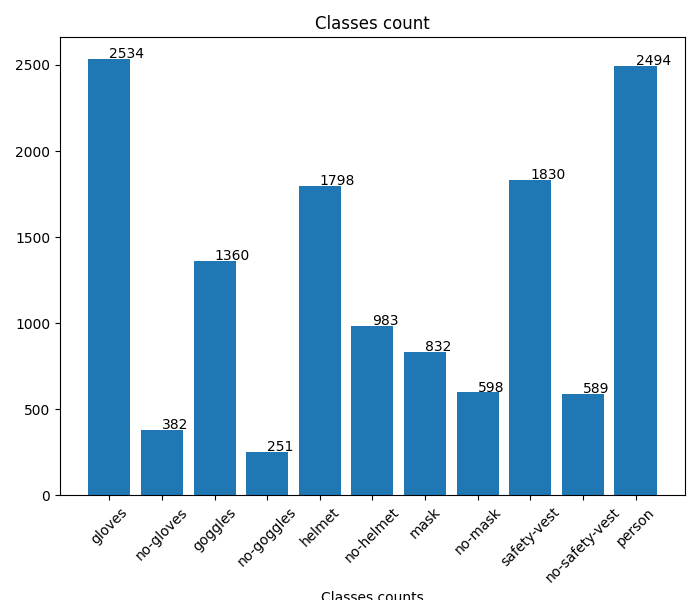 Classes count
2500
2000
1500
1000
500
0
2534
382
1360
251
1798
983
832
598
1830
589
2494
gloves
no-gloves
goggles
no-goggles
helmet
no-helmet
mask
no-mask
safety-vest
no-safety-vest
person
Classes counts